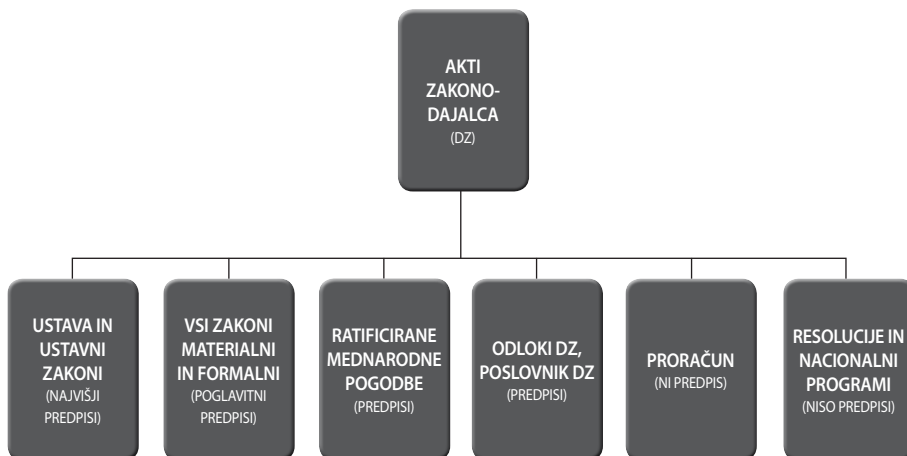 AKTI
ZAKONO-
DAJALCA
(DZ)
USTAVA IN
USTAVNI
ZAKONI
(NAJVIŠJI
PREDPISI)
VSI ZAKONI
MATERIALNI
IN FORMALNI
(POGLAVITNI
PREDPISI)
RATIFICIRANE
MEDNARODNE
POGODBE
(PREDPISI)
ODLOKI DZ,
POSLOVNIK DZ
(PREDPISI)
PRORAČUN
(NI PREDPIS)
RESOLUCIJE IN
NACIONALNI
PROGRAMI
(NISO PREDPISI)